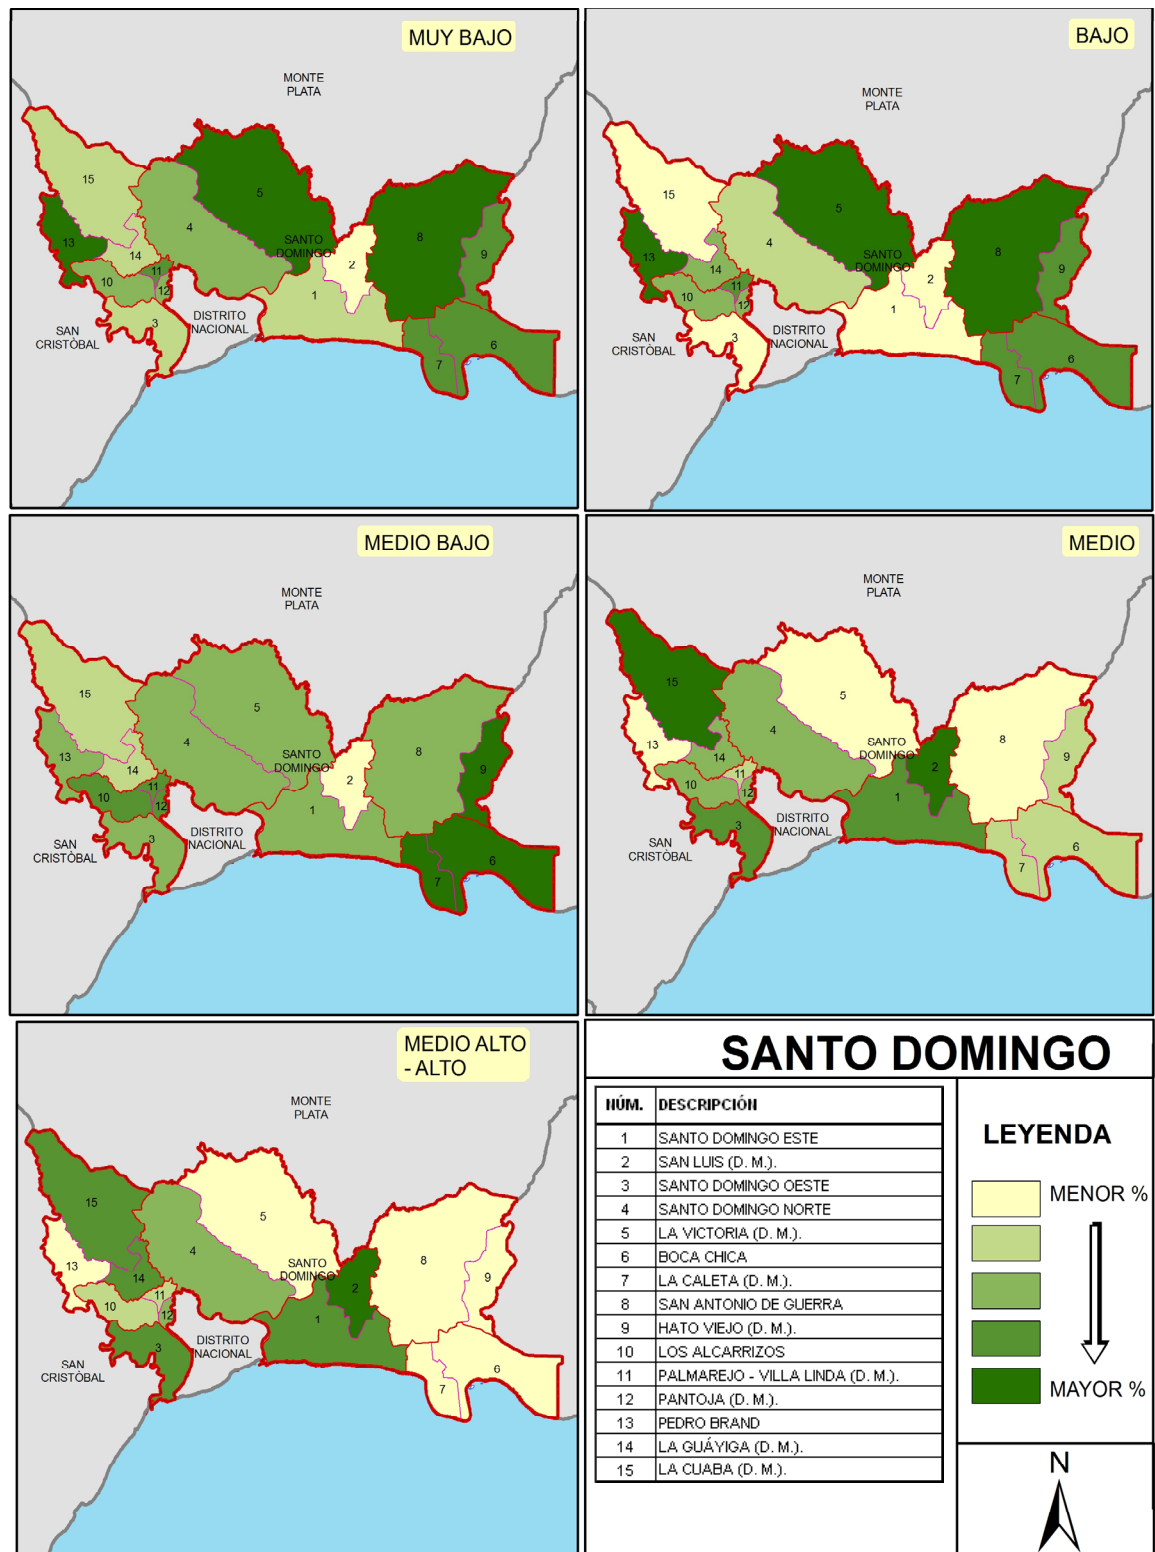 MUY BAJO
MONTE
PLATA
15
5
4
13
14
11
10
12
SANTO
DOMINGO
2
8
9
1
3
DISTRITO
NACIONAL
SAN
CRISTÒBAL
6
7
BAJO
MONTE
PLATA
15
5
4
13
14
11
10
12
SANTO
DOMINGO
2
8
9
1
3
DISTRITO
NACIONAL
SAN
CRISTÒBAL
6
7
MEDIO BAJO
MONTE
PLATA
15
5
4
13
14
11
10
12
SANTO
DOMINGO
2
8
9
1
3
DISTRITO
NACIONAL
SAN
CRISTÒBAL
6
7
MEDIO
MONTE
PLATA
15
5
4
13
14
11
10
12
SANTO
DOMINGO
2
8
9
1
3
DISTRITO
NACIONAL
SAN
CRISTÒBAL
6
7
MEDIO ALTO
- ALTO
MONTE
PLATA
15
5
4
13
14
11
10
12
SANTO
DOMINGO
2
8
9
1
3
DISTRITO
NACIONAL
SAN
CRISTÒBAL
6
7
SANTO DOMINGO
NÚM. DESCRIPCIÓN
1 SANTO DOMINGO ESTE
2 SAN LUIS (D. M.).
3 SANTO DOMINGO OESTE
4 SANTO DOMINGO NORTE
5 LA VICTORIA (D. M.).
6 BOCA CHICA
7 LA CALETA (D. M.).
8 SAN ANTONIO DE GUERRA
9 HATO VIEJO (D. M.).
10 LOS ALCARRIZOS
11 PALMAREJO - VILLA LINDA (D. M.).
12 PANTOJA (D. M.).
13 PEDRO BRAND
14 LA GUÁYIGA (D. M.).
15 LA CUABA (D. M.).
LEYENDA
MENOR %
MAYOR %
N